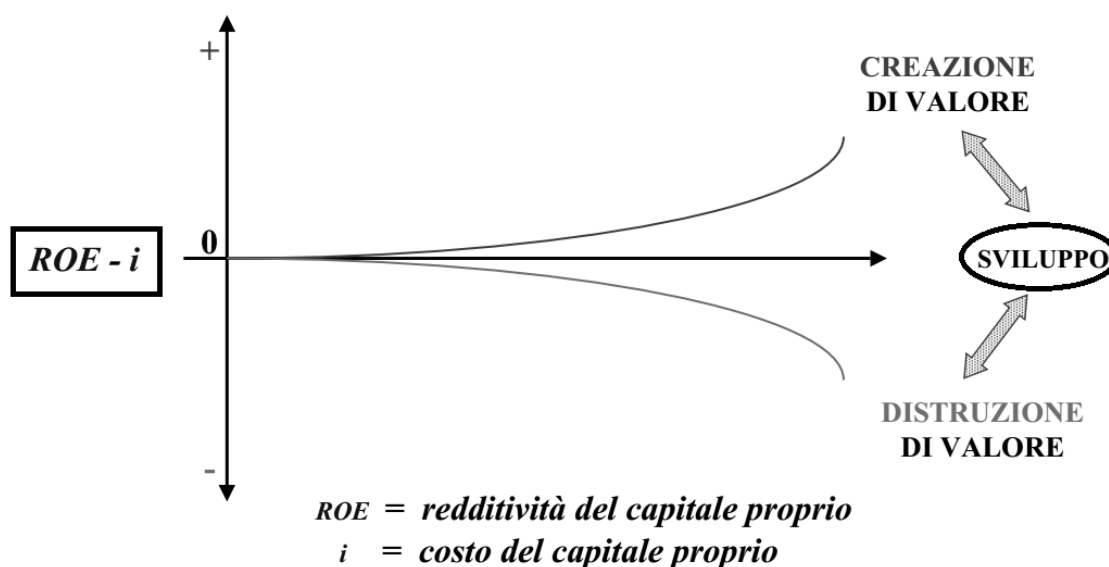 +
CREAZIONE
DI VALORE
0
ROE - i
SVILUPPO
DISTRUZIONE
DI VALORE
-
ROE = redditività del capitale proprio
i = costo del capitale proprio